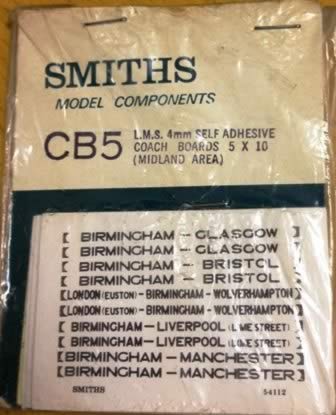 SMITHS
MODEL COMPONENTS
CB5
L.M.S. 4mm SELF ADHESIVE
COACH BOARDS 5 X 10
(MIDLAND AREA)
[ BIRMINGHAM – GLASGOW ]
[ BIRMINGHAM – GLASGOW ]
[ BIRMINGHAM – BRISTOL ]
[ BIRMINGHAM – BRISTOL ]
[LONDON (EUSTON) – BIRMINGHAM – WOLVERHAMPTON]
[LONDON (EUSTON) – BIRMINGHAM – WOLVERHAMPTON]
[ BIRMINGHAM – LIVERPOOL (LIME STREET) ]
[ BIRMINGHAM – LIVERPOOL (LIME STREET) ]
[BIRMINGHAM – MANCHESTER]
[BIRMINGHAM – MANCHESTER]
SMITHS 54112